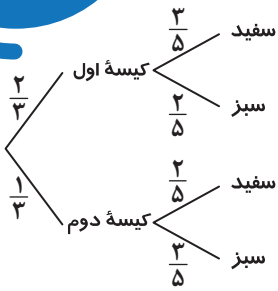 ۳/۵ سفید
۲/۳ کیسهٔ اول
۲/۵ سبز
۲/۵ سفید
۱/۳ کیسهٔ دوم
۳/۵ سبز